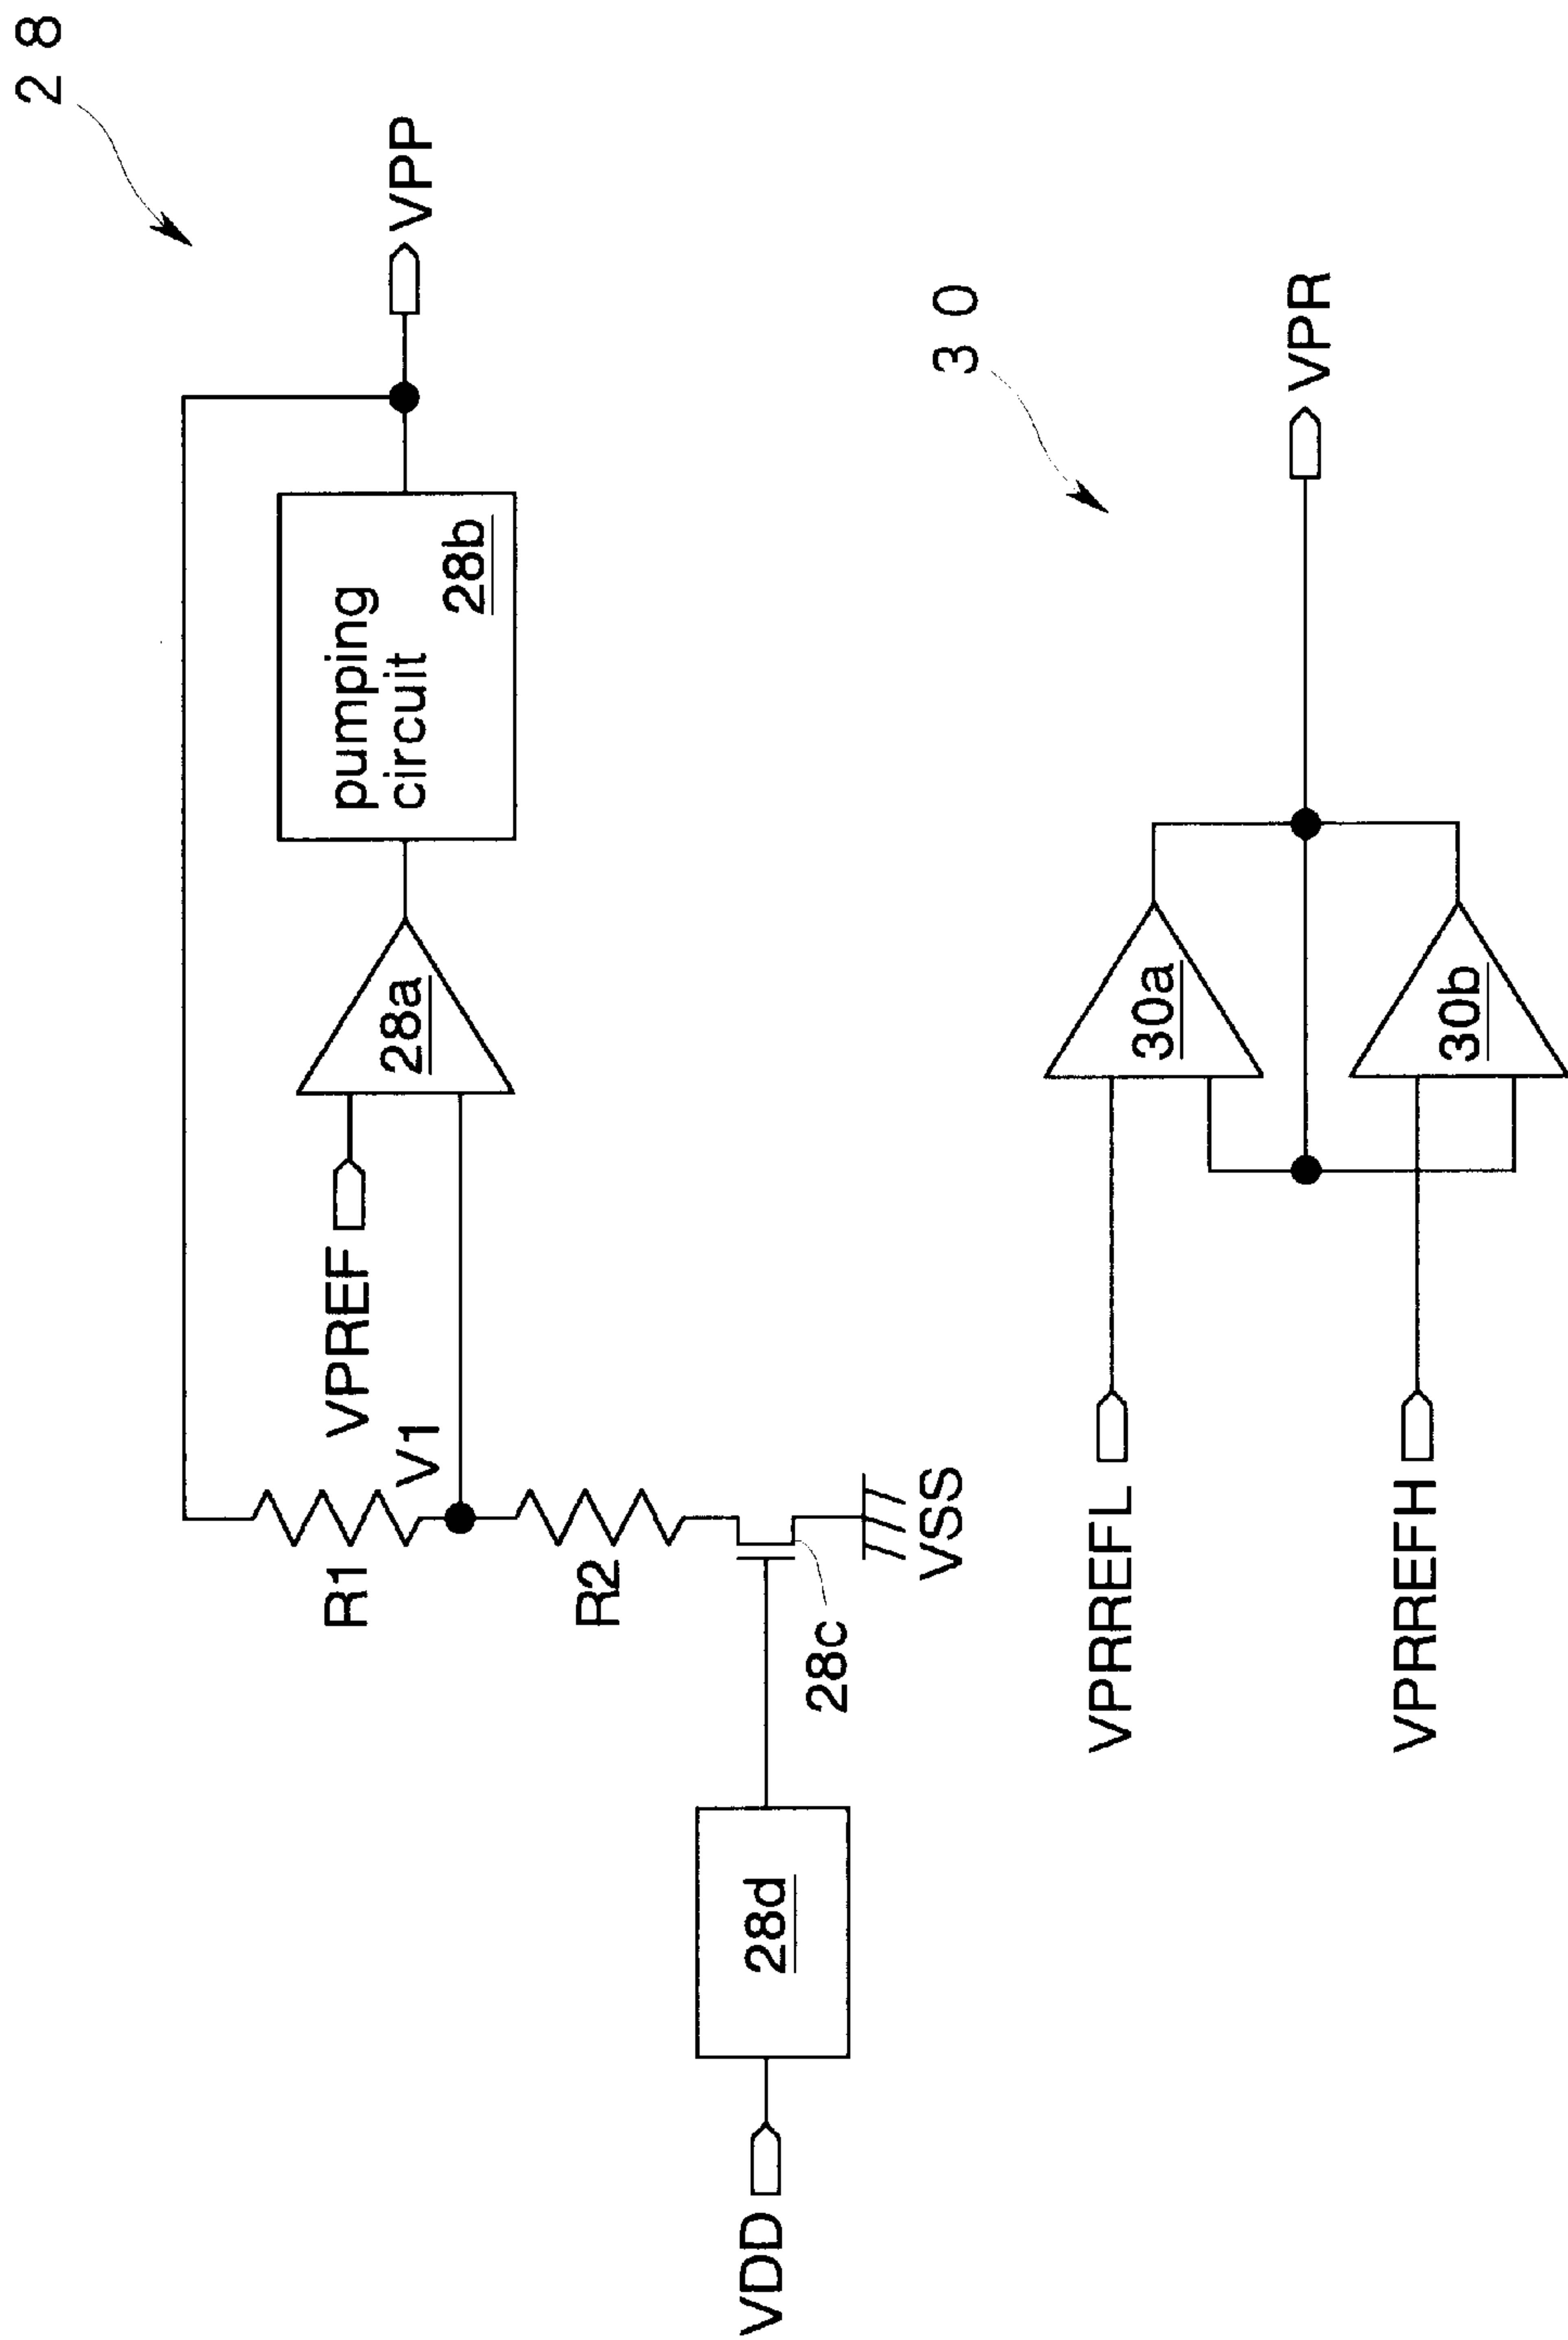 28
VPP
pumping
circuit
28b
28a
VPREF
V1
R1
R2
VSS
28c
28d
VDD
30
VPR
30a
30b
VPRREFL
VPRREFH